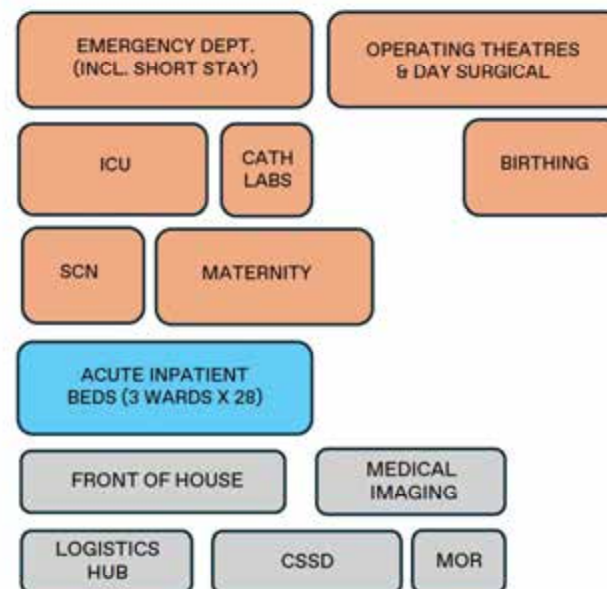 EMERGENCY DEPT.
(INCL. SHORT STAY)
OPERATING THEATRES
& DAY SURGICAL
ICU
CATH
LABS
BIRTHING
SCN
MATERNITY
ACUTE INPATIENT
BEDS (3 WARDS X 28)
FRONT OF HOUSE
MEDICAL
IMAGING
LOGISTICS
HUB
CSSD
MOR